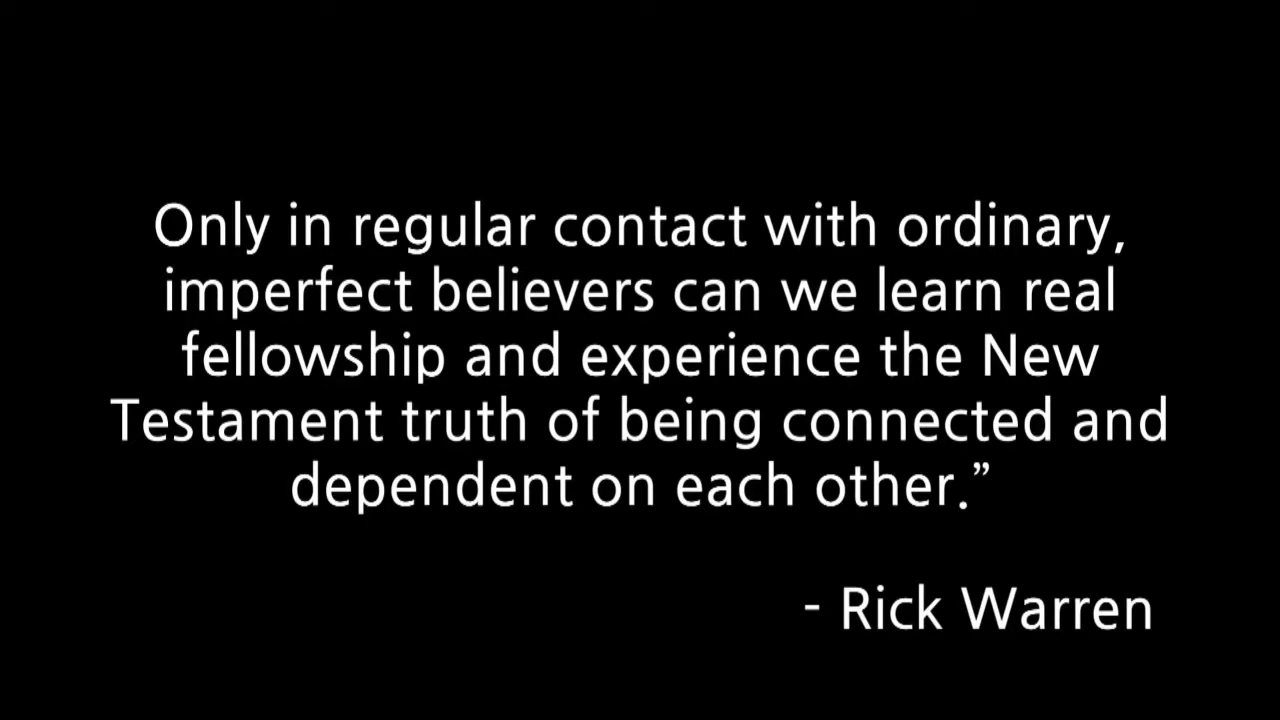 Only in regular contact with ordinary,
imperfect believers can we learn real
fellowship and experience the New
Testament truth of being connected and
dependent on each other.”
- Rick Warren